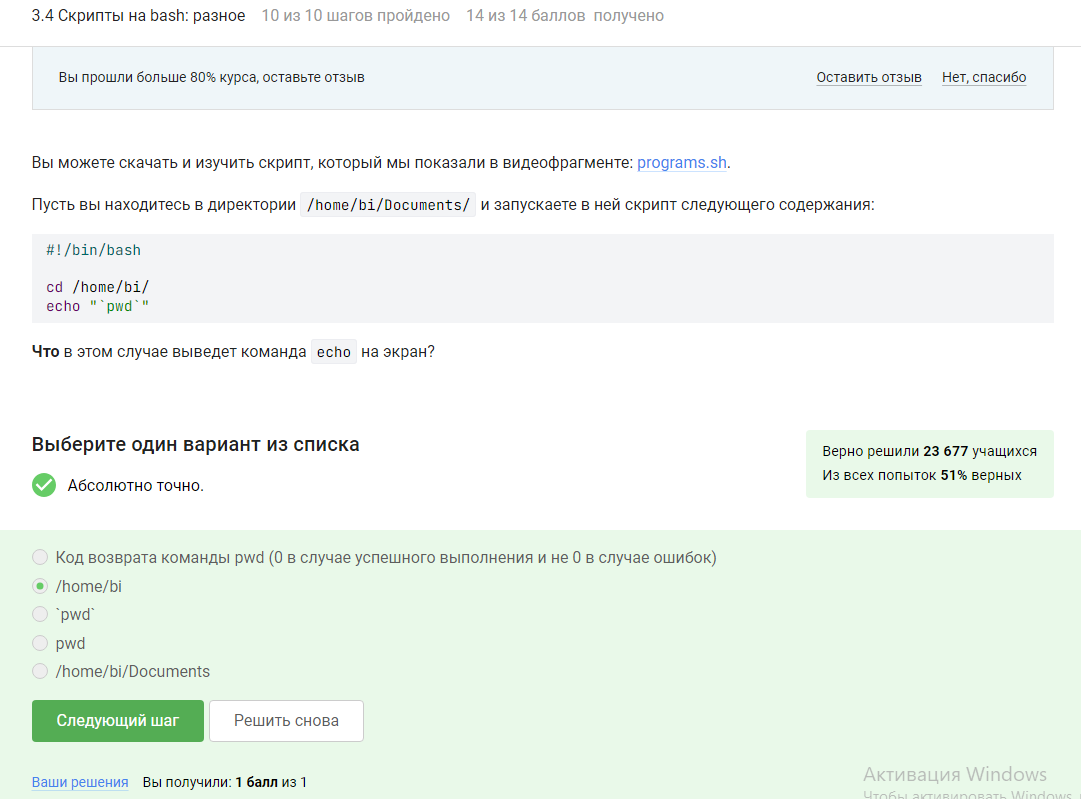 3.4 Скрипты на bash: разное 10 из 10 шагов пройдено 14 из 14 баллов получено
Вы прошли больше 80% курса, оставьте отзыв Оставить отзыв Нет, спасибо
Вы можете скачать и изучить скрипт, который мы показали в видеофрагменте: programs.sh.
Пусть вы находитесь в директории /home/bi/Documents/ и запускаете в ней скрипт следующего содержания:
#!/bin/bash
cd /home/bi/
echo "`pwd`"
Что в этом случае выведет команда echo на экран?
Выберите один вариант из списка
Абсолютно точно.
Верно решили 23 677 учащихся
Из всех попыток 51% верных
Код возврата команды pwd (0 в случае успешного выполнения и не 0 в случае ошибок)
/home/bi
`pwd`
pwd
/home/bi/Documents
Следующий шаг Решить снова
Ваши решения Вы получили: 1 балл из 1
Активация Windows
Чтобы активировать Windows,